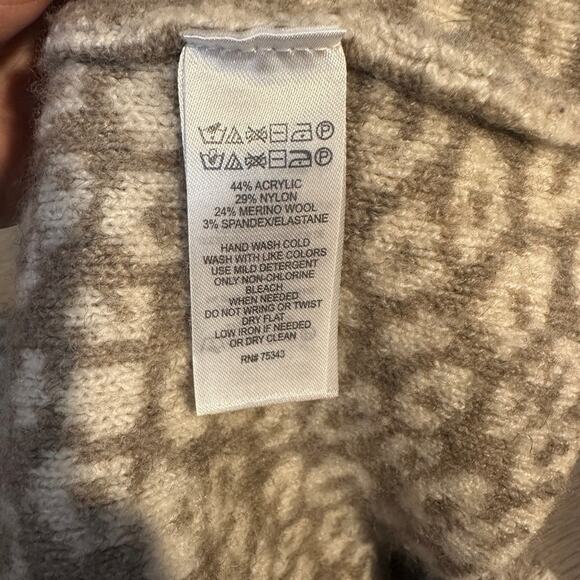 44% ACRYLIC
29% NYLON
24% MERINO WOOL
3% SPANDEX/ELASTANE
HAND WASH COLD
WASH WITH LIKE COLORS
USE MILD DETERGENT
ONLY NON-CHLORINE
BLEACH
WHEN NEEDED
DO NOT WRING OR TWIST
DRY FLAT
LOW IRON IF NEEDED
OR DRY CLEAN
RN# 75343